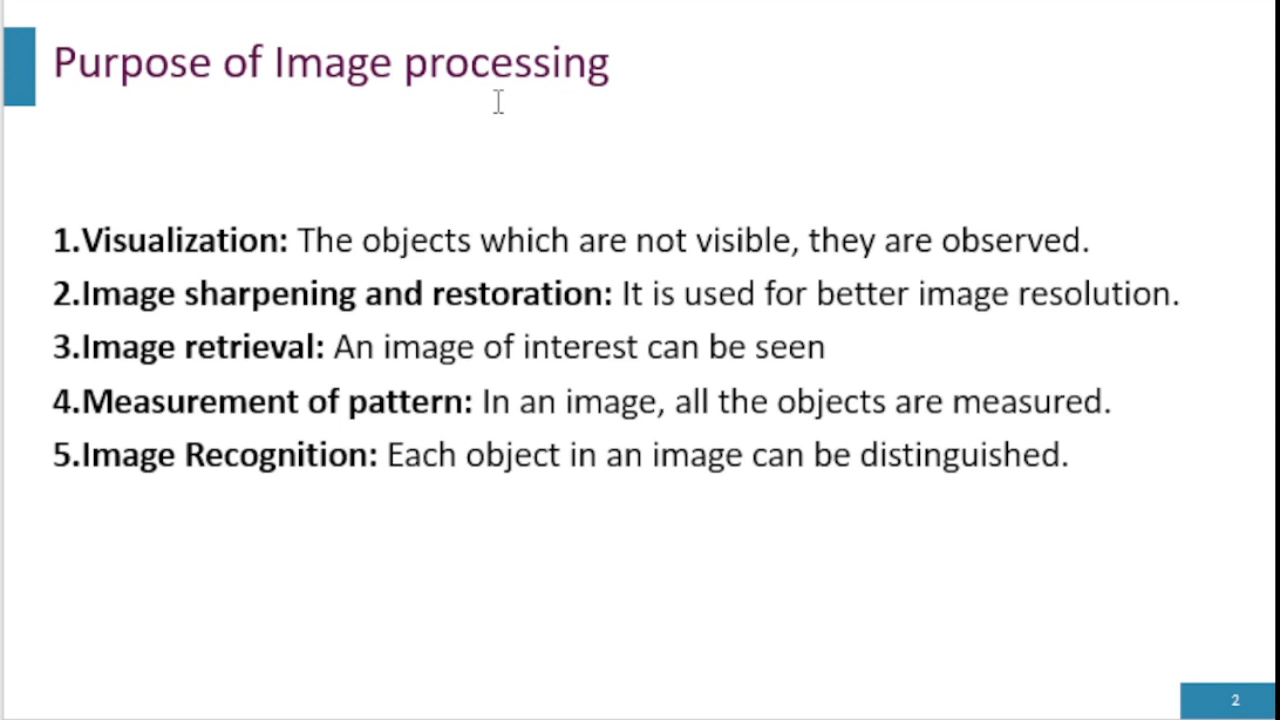 Purpose of Image processing
1.Visualization: The objects which are not visible, they are observed.
2.Image sharpening and restoration: It is used for better image resolution.
3.Image retrieval: An image of interest can be seen
4.Measurement of pattern: In an image, all the objects are measured.
5.Image Recognition: Each object in an image can be distinguished.
2